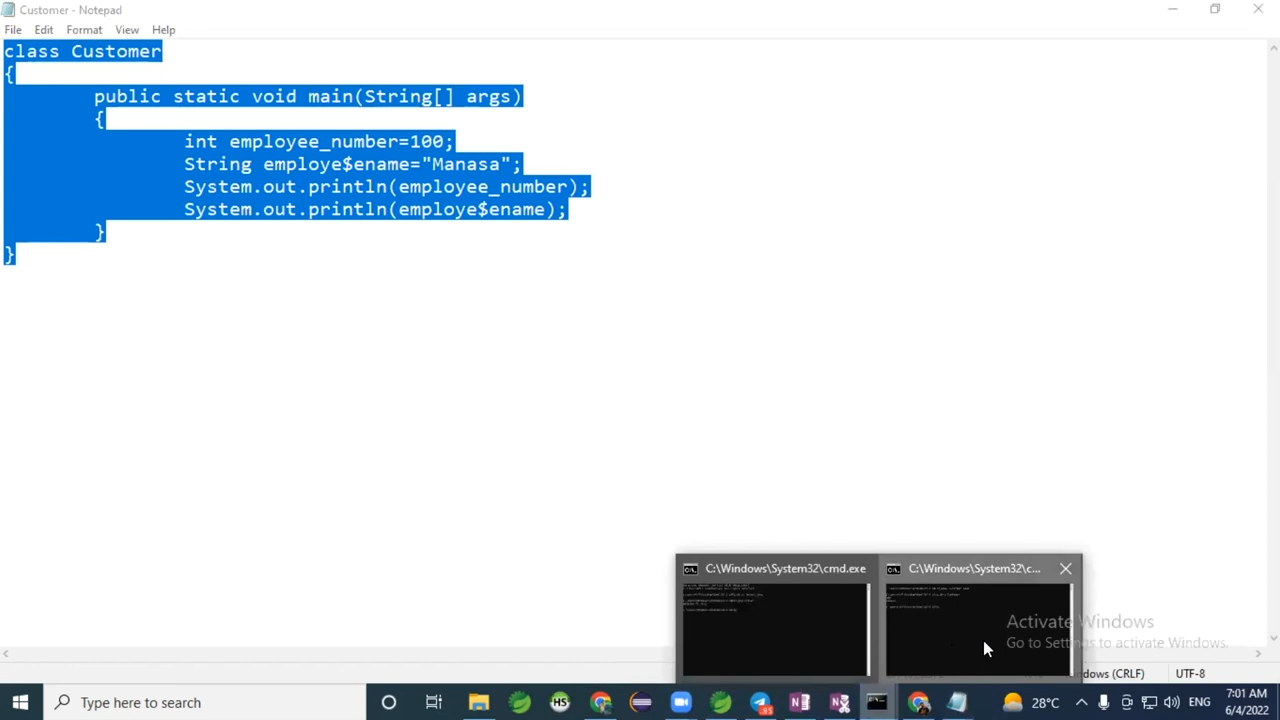 Customer - Notepad
File Edit Format View Help
class Customer
{
public static void main(String[] args)
{
int employee_number=100;
String employe$ename="Manasa";
System.out.println(employee_number);
System.out.println(employe$ename);
}
}
C:\Windows\System32\cmd.exe
C:\Windows\System32\c...
Activate Windows
Go to Settings to activate Windows.
dows (CRLF) UTF-8
Type here to search
HS
95
28°C
ENG
7:01 AM
6/4/2022